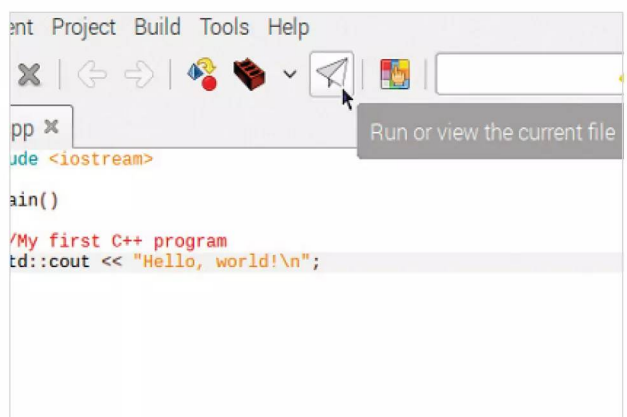 ent Project Build Tools Help
pp
Run or view the current file
ude <iostream>
ain()
/My first C++ program
td::cout << "Hello, world!\n";